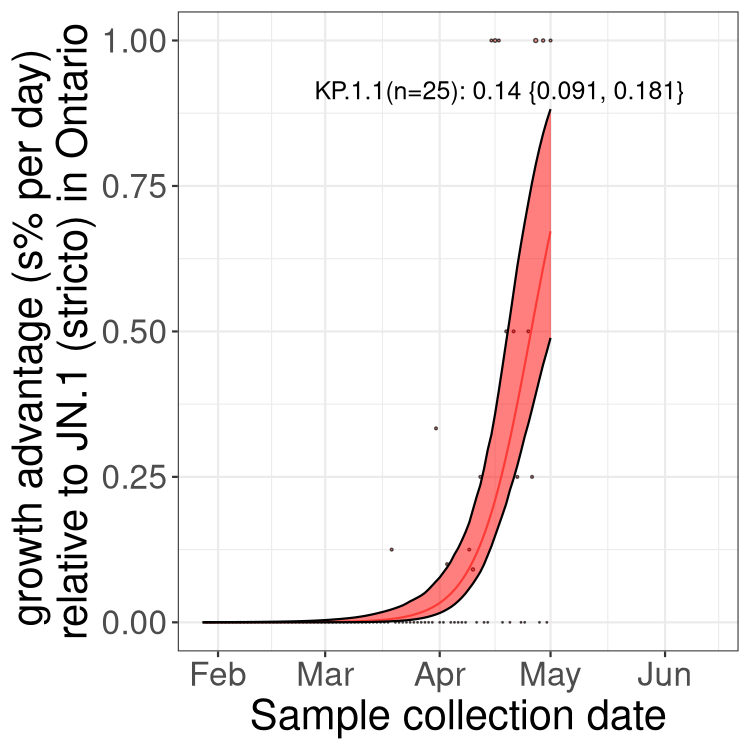 growth advantage (s% per day)
relative to JN.1 (stricto) in Ontario
1.00
0.75
0.50
0.25
0.00
KP.1.1(n=25): 0.14 {0.091, 0.181}
Feb Mar Apr May Jun
Sample collection date